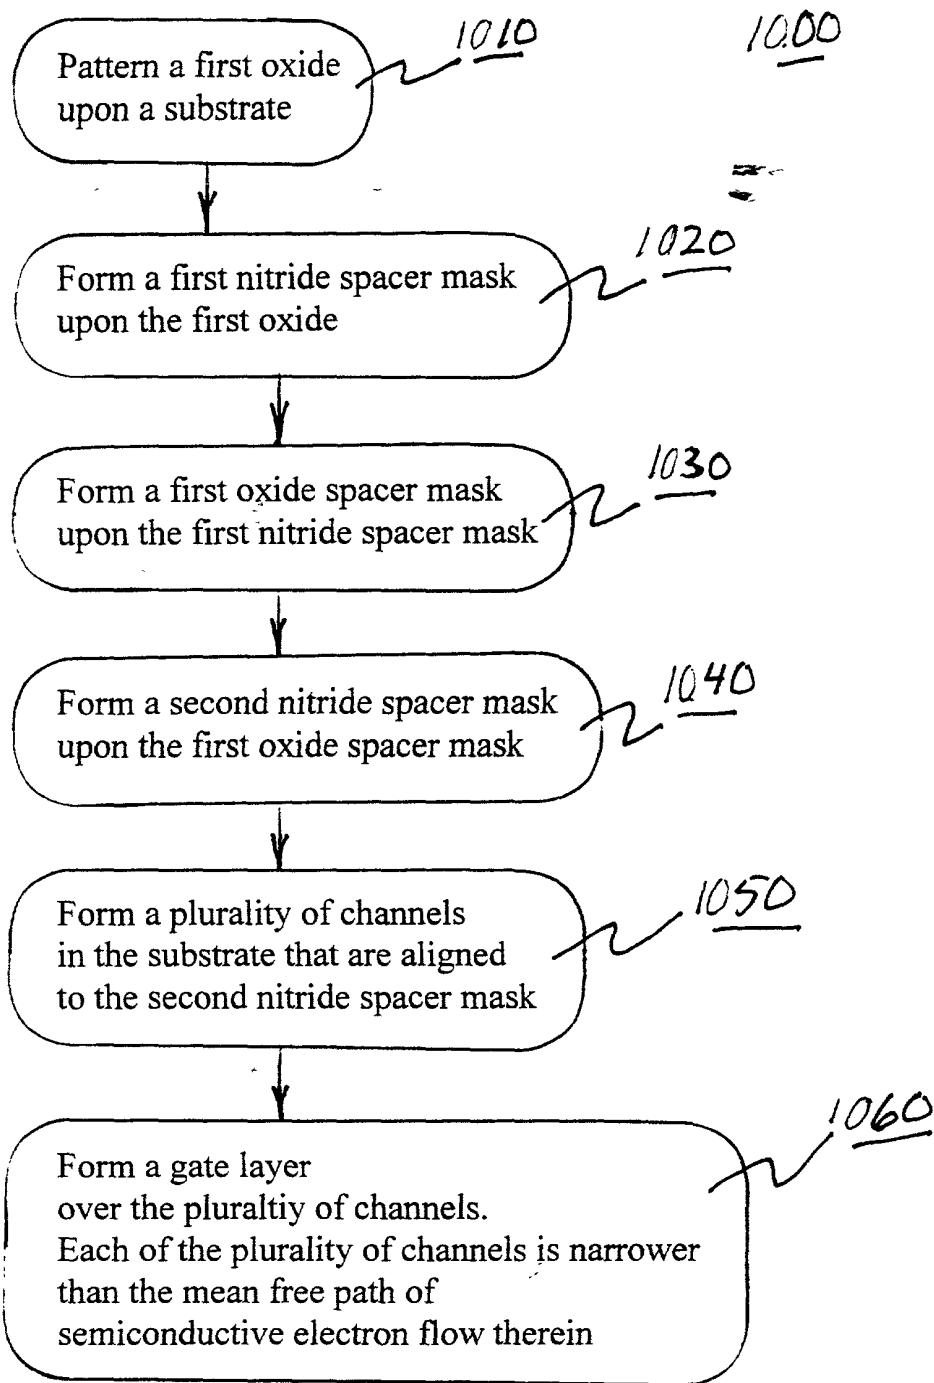 1010
1000
Pattern a first oxide
upon a substrate
1020
Form a first nitride spacer mask
upon the first oxide
1030
Form a first oxide spacer mask
upon the first nitride spacer mask
1040
Form a second nitride spacer mask
upon the first oxide spacer mask
1050
Form a plurality of channels
in the substrate that are aligned
to the second nitride spacer mask
1060
Form a gate layer
over the pluraltiy of channels.
Each of the plurality of channels is narrower
than the mean free path of
semiconductive electron flow therein